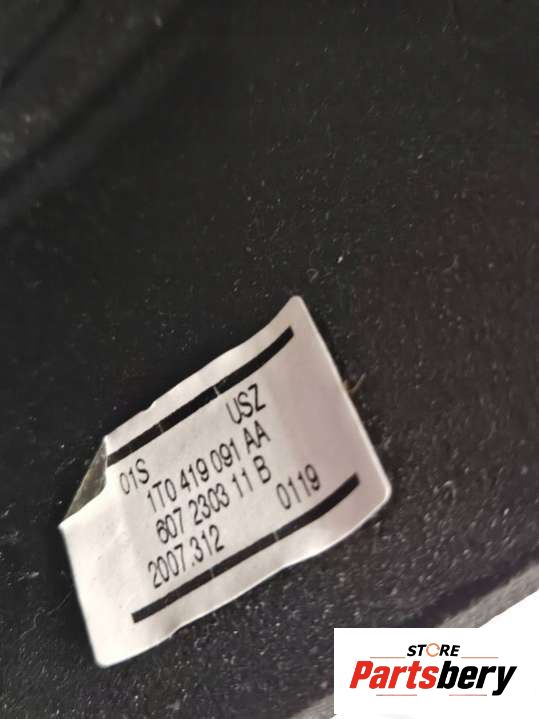 01S USZ
1T0 419 091 AA
607 2303 11 B
2007.312 0119
STORE
Partsbery